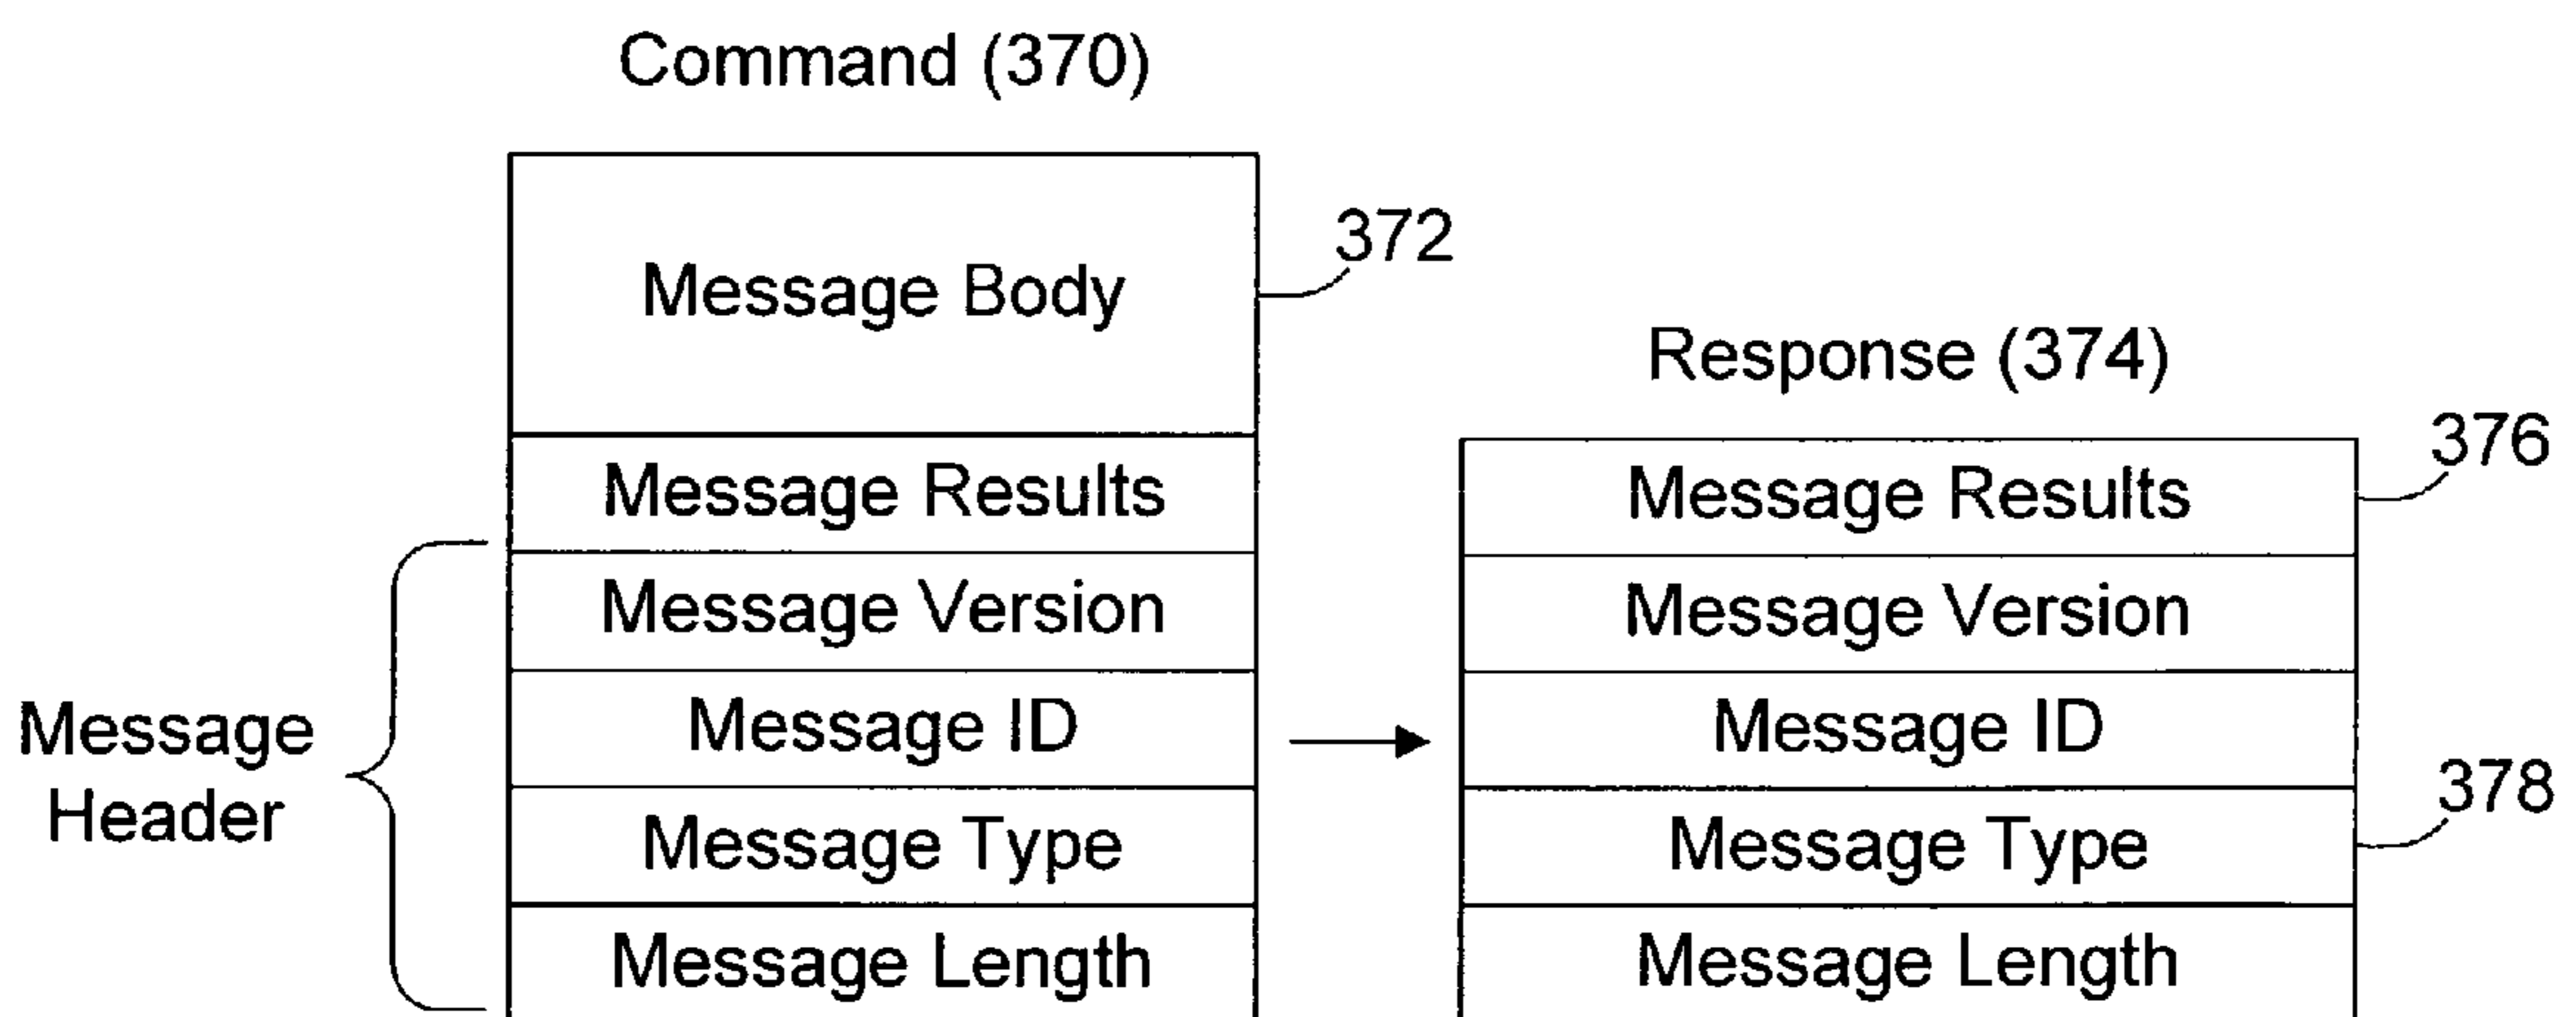 Command (370)
Message Body
372
Message Results
Message Version
Message ID
Message Type
Message Length
Message
Header
Response (374)
376
Message Results
Message Version
Message ID
378
Message Type
Message Length